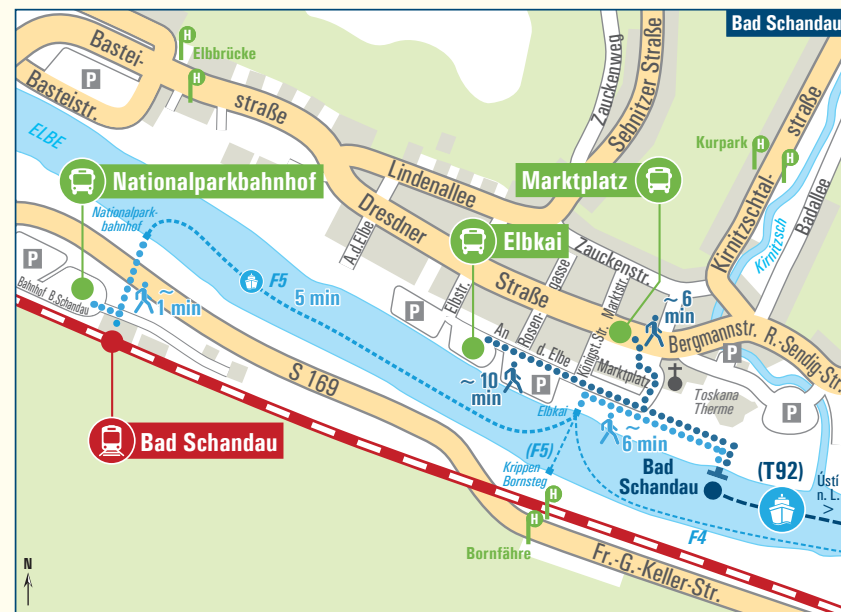 Bad Schandau
Bastei-
straße
Basteistr.
P
H
Elbbrücke
H
ELBE
Nationalparkbahnhof
Nationalpark-
bahnhof
P
Bahnhof B.Schandau
~
1 min
F5
5 min
A.d.Elbe
Lindenallee
Dresdner
Straße
Zauckenweg
Sebnitzer Straße
Marktplatz
Kurpark
H
H
Kirnitzschtal-
straße
Kirnitzsch
Badallee
Elbkai
Zauckenstr.
Elbstr.
Rosen-
gasse
Marktstr.
Königst.Str.
An
d. Elbe
Marktplatz
~ 6
min
Bergmannstr.
R.-Sendig-Str.
P
P
P
P
Toskana
Therme
~ 10
min
Elbkai
~
6 min
(F5)
Krippen
Bornsteg
S 169
Bad Schandau
Bad
Schandau
(T92)
Ústí
n. L.
>
F4
H
H
Bornfähre
Fr.-G.-Keller-Str.
N